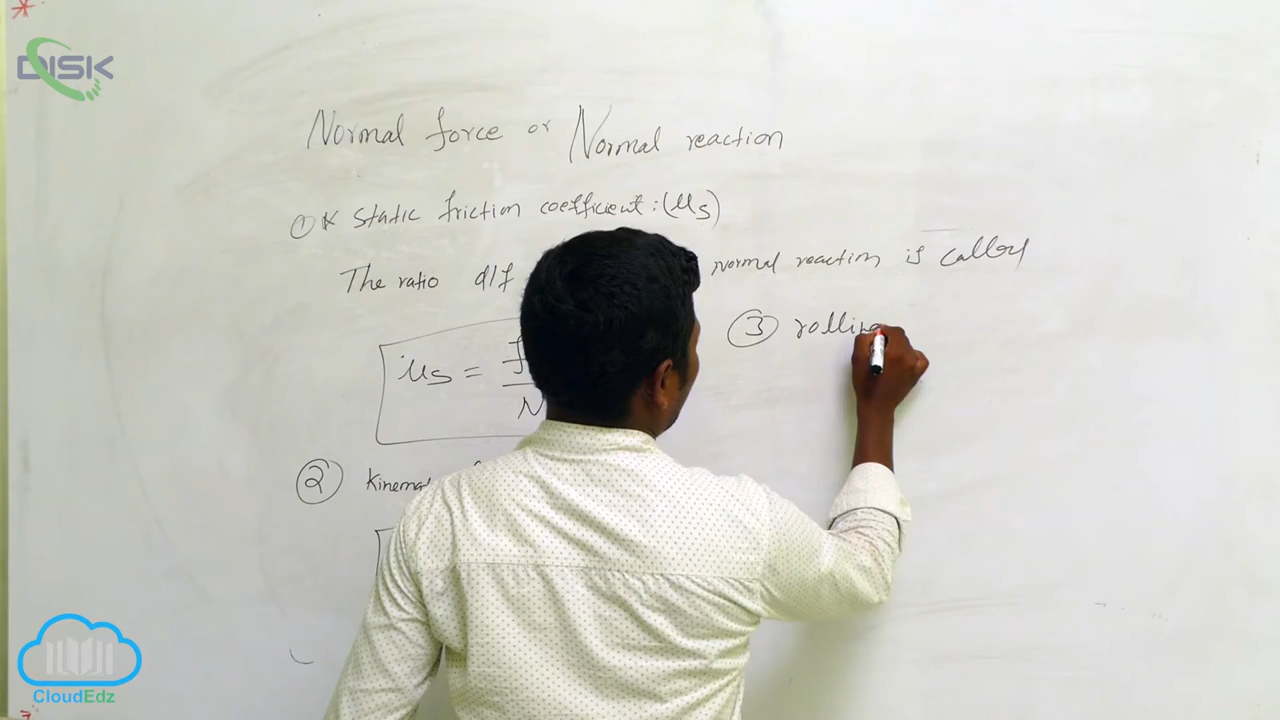 DISK
Normal force or Normal reaction
① * Static friction coefficient: (μs)
The ratio d/f normal reaction is called
μs = f
N
③ rolling
② Kinema
CloudEdz